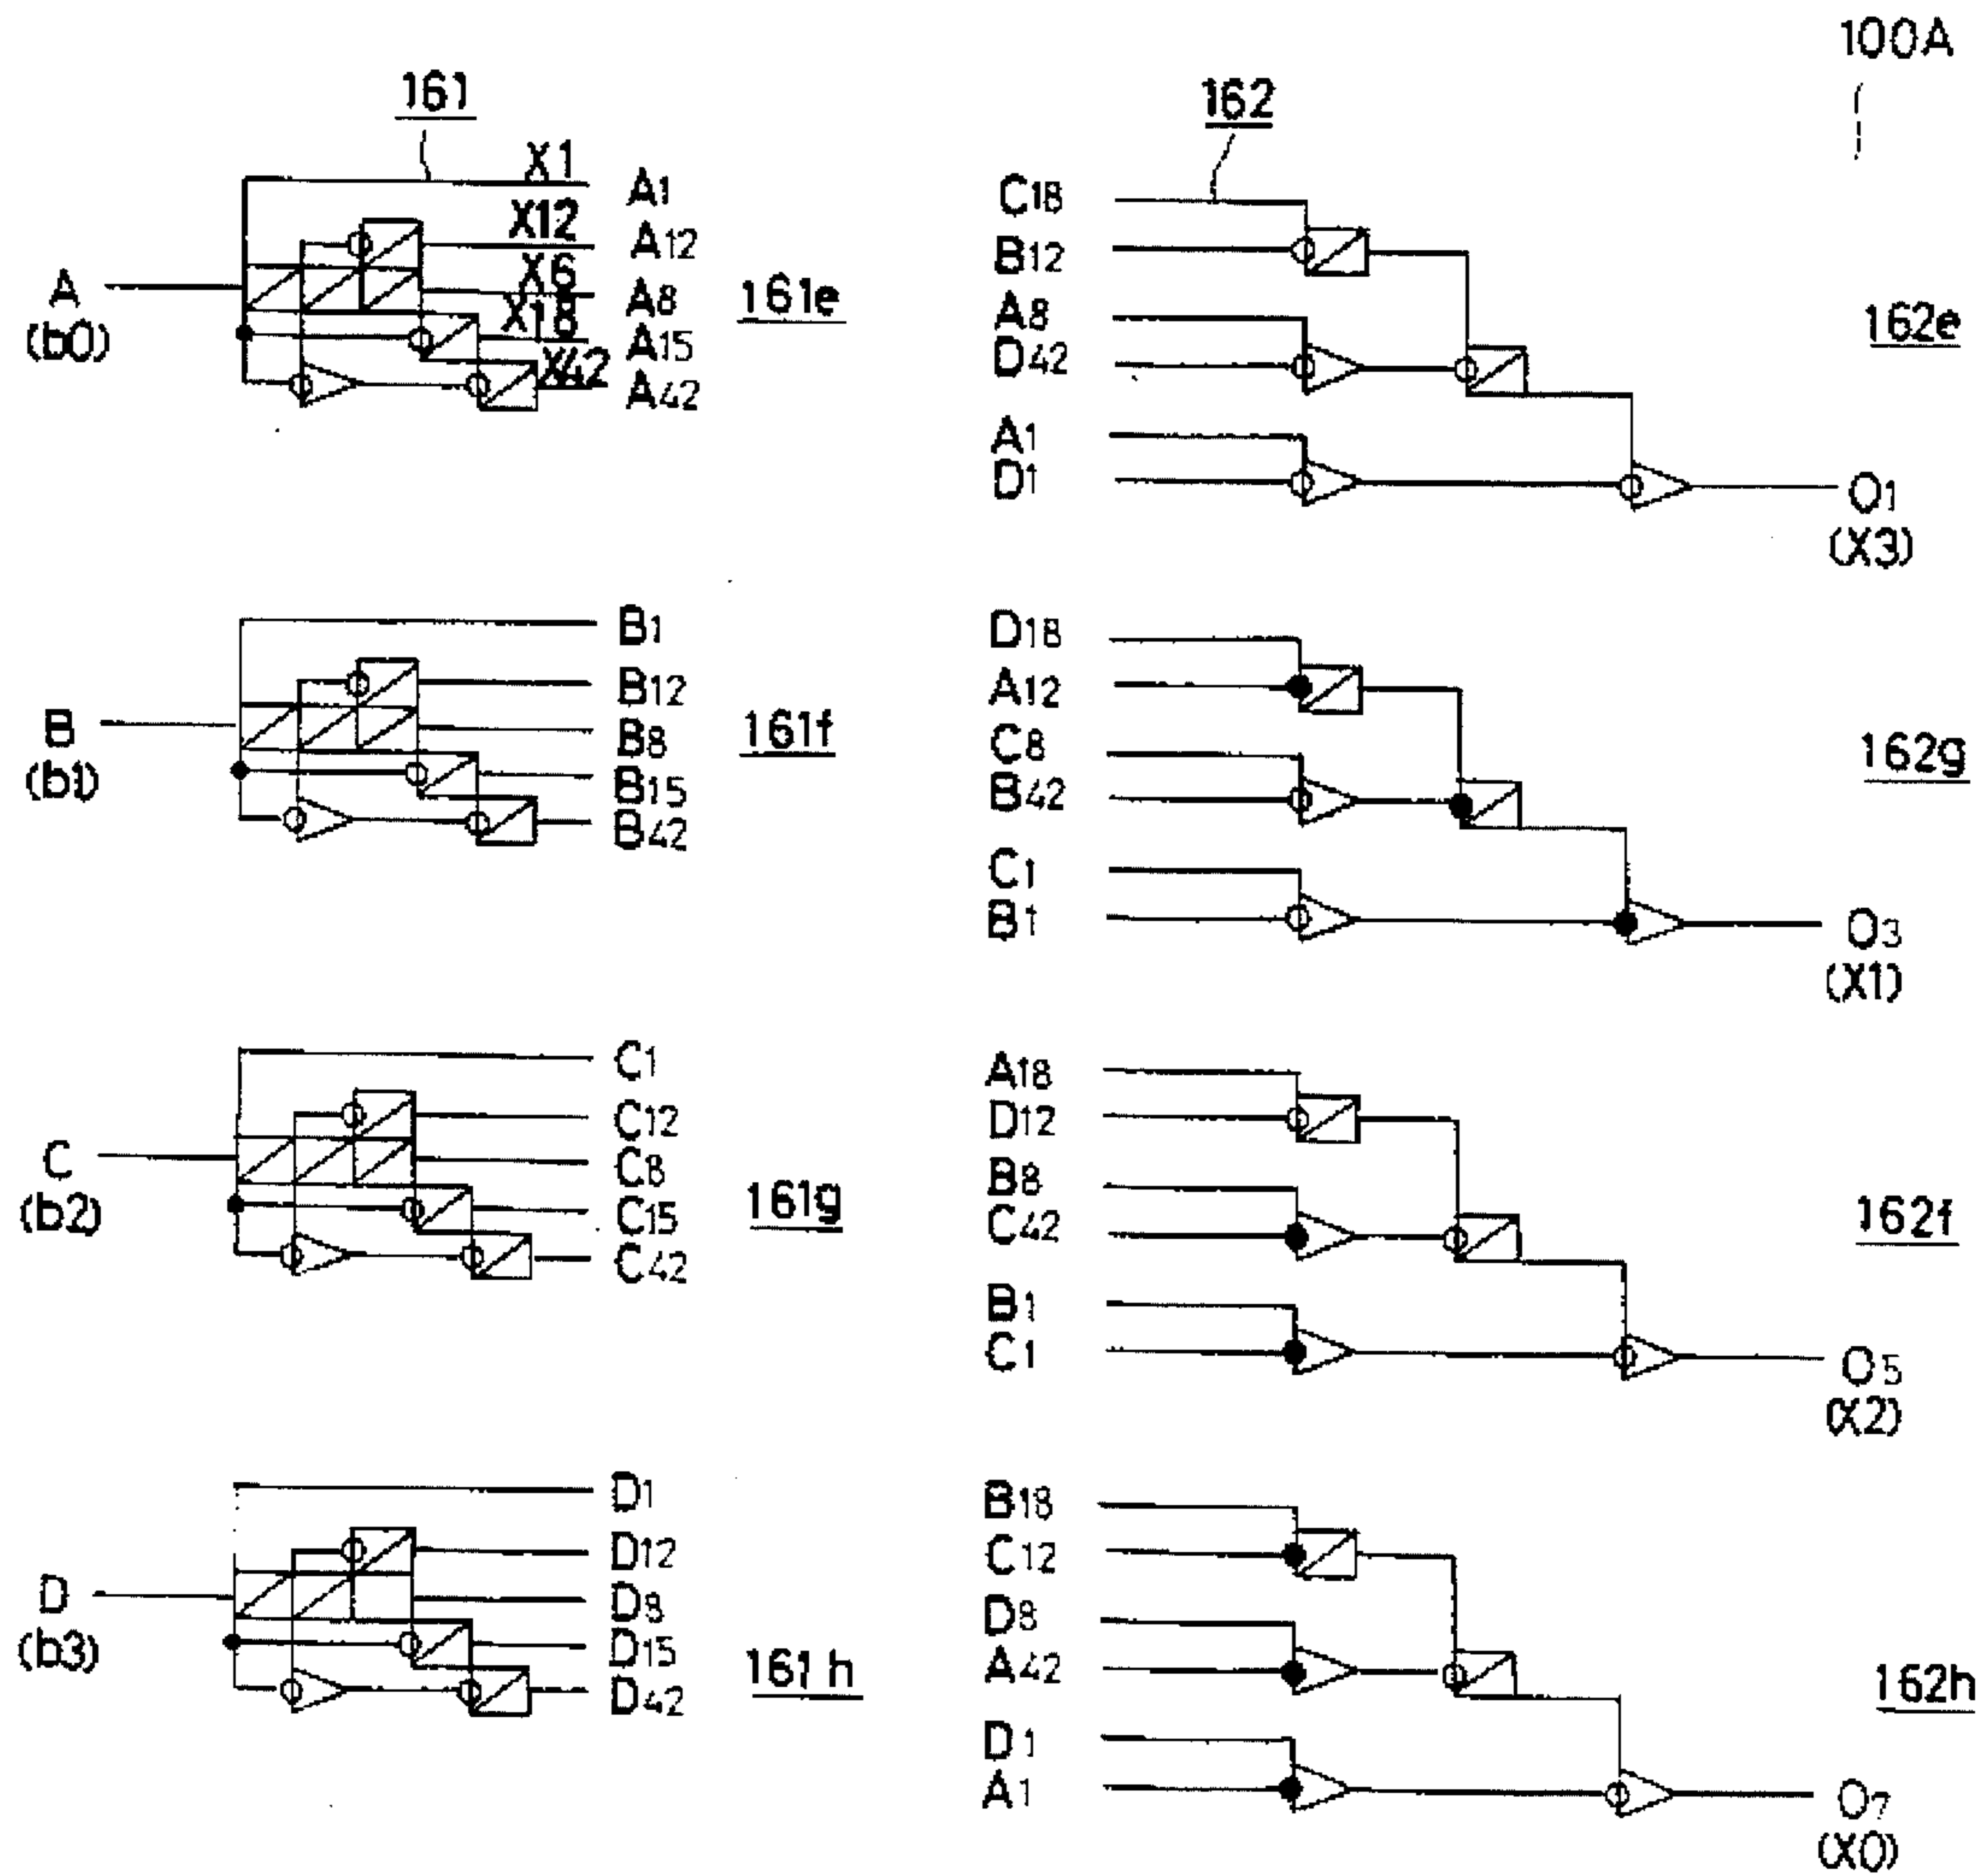 100A
161
X1
A1
X12
A12
X6
A8
X18
A15
X42
A42
A
(b0)
161e
B1
B12
B8
B15
B42
B
(b1)
161f
C1
C12
C8
C15
C42
C
(b2)
161g
D1
D12
D8
D15
D42
D
(b3)
161h
162
C18
B12
A8
D42
A1
D1
162e
O1
(X3)
D18
A12
C8
B42
C1
B1
162g
O3
(X1)
A18
D12
B8
C42
B1
C1
162f
O5
(X2)
B18
C12
D8
A42
D1
A1
162h
O7
(X0)